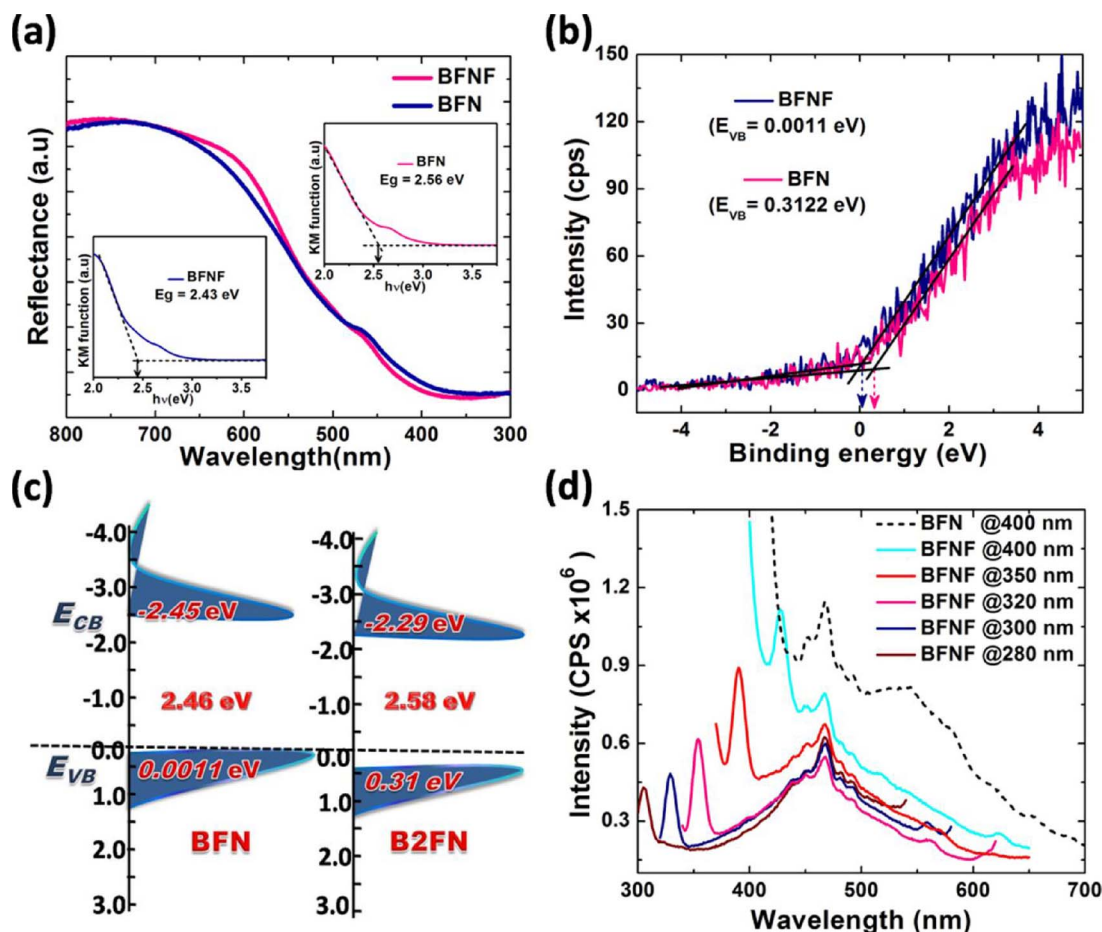 (a)
BFNF
BFN
Reflectance (a.u)
KM function (a.u)
BFN
Eg = 2.56 eV
2.0 2.5 3.0 3.5
hν(eV)
KM function (a.u)
BFNF
Eg = 2.43 eV
2.0 2.5 3.0 3.5
hν(eV)
800 700 600 500 400 300
Wavelength(nm)
(b)
150
120
90
60
30
0
Intensity (cps)
BFNF
(EVB = 0.0011 eV)
BFN
(EVB = 0.3122 eV)
-4 -2 0 2 4
Binding energy (eV)
(c)
-4.0
-3.0
-2.0
-1.0
0.0
1.0
2.0
3.0
ECB
EVB
-2.45 eV
2.46 eV
0.0011 eV
BFN
-4.0
-3.0
-2.0
-1.0
0.0
1.0
2.0
3.0
-2.29 eV
2.58 eV
0.31 eV
B2FN
(d)
1.5
1.2
0.9
0.6
0.3
Intensity (CPS x10⁶)
BFN @400 nm
BFNF @400 nm
BFNF @350 nm
BFNF @320 nm
BFNF @300 nm
BFNF @280 nm
300 400 500 600 700
Wavelength (nm)